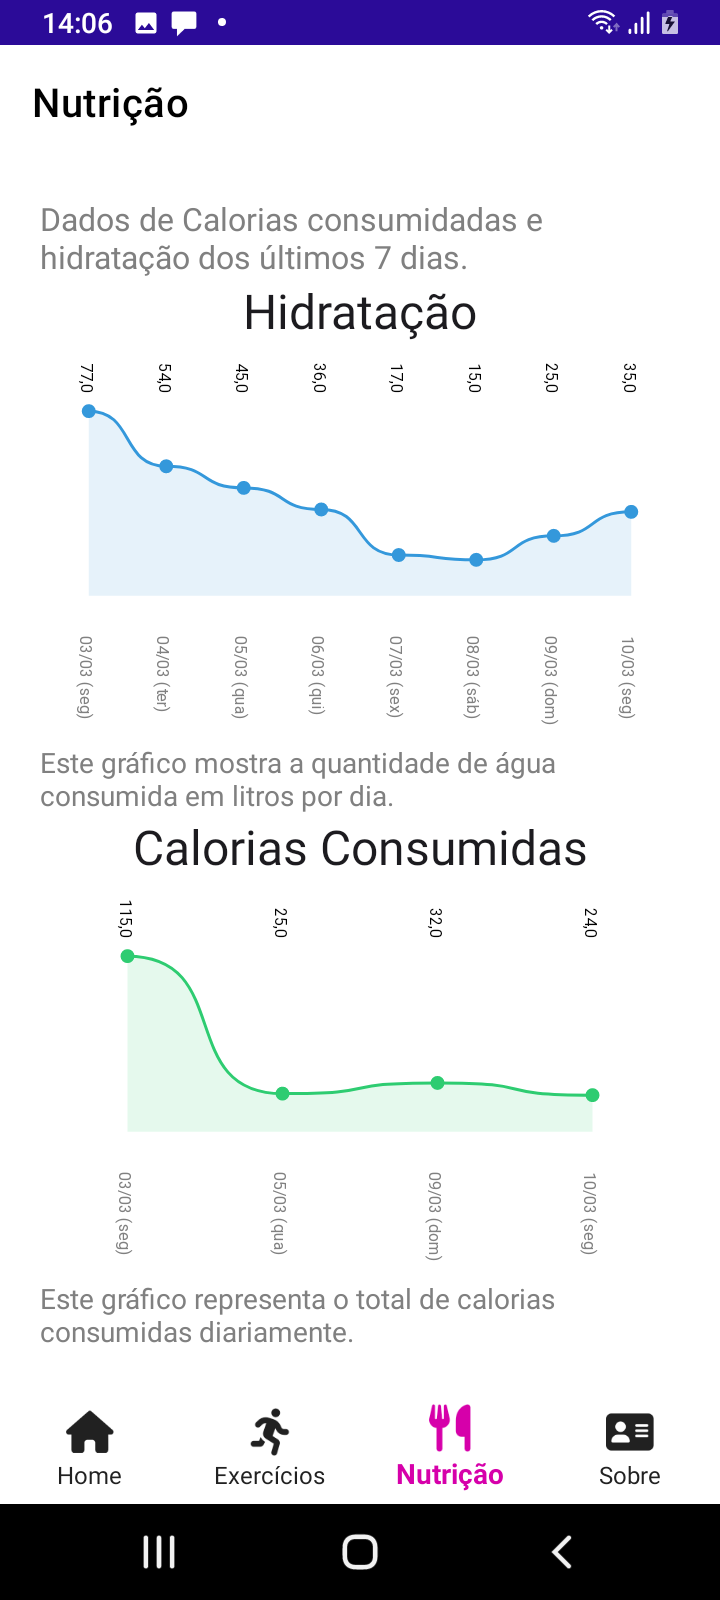 14:06
Nutrição
Dados de Calorias consumidadas e
hidratação dos últimos 7 dias.
Hidratação
77,0
54,0
45,0
36,0
17,0
15,0
25,0
35,0
03/03 (seg)
04/03 (ter)
05/03 (qua)
06/03 (qui)
07/03 (sex)
08/03 (sáb)
09/03 (dom)
10/03 (seg)
Este gráfico mostra a quantidade de água
consumida em litros por dia.
Calorias Consumidas
115,0
25,0
32,0
24,0
03/03 (seg)
05/03 (qua)
09/03 (dom)
10/03 (seg)
Este gráfico representa o total de calorias
consumidas diariamente.
Home
Exercícios
Nutrição
Sobre